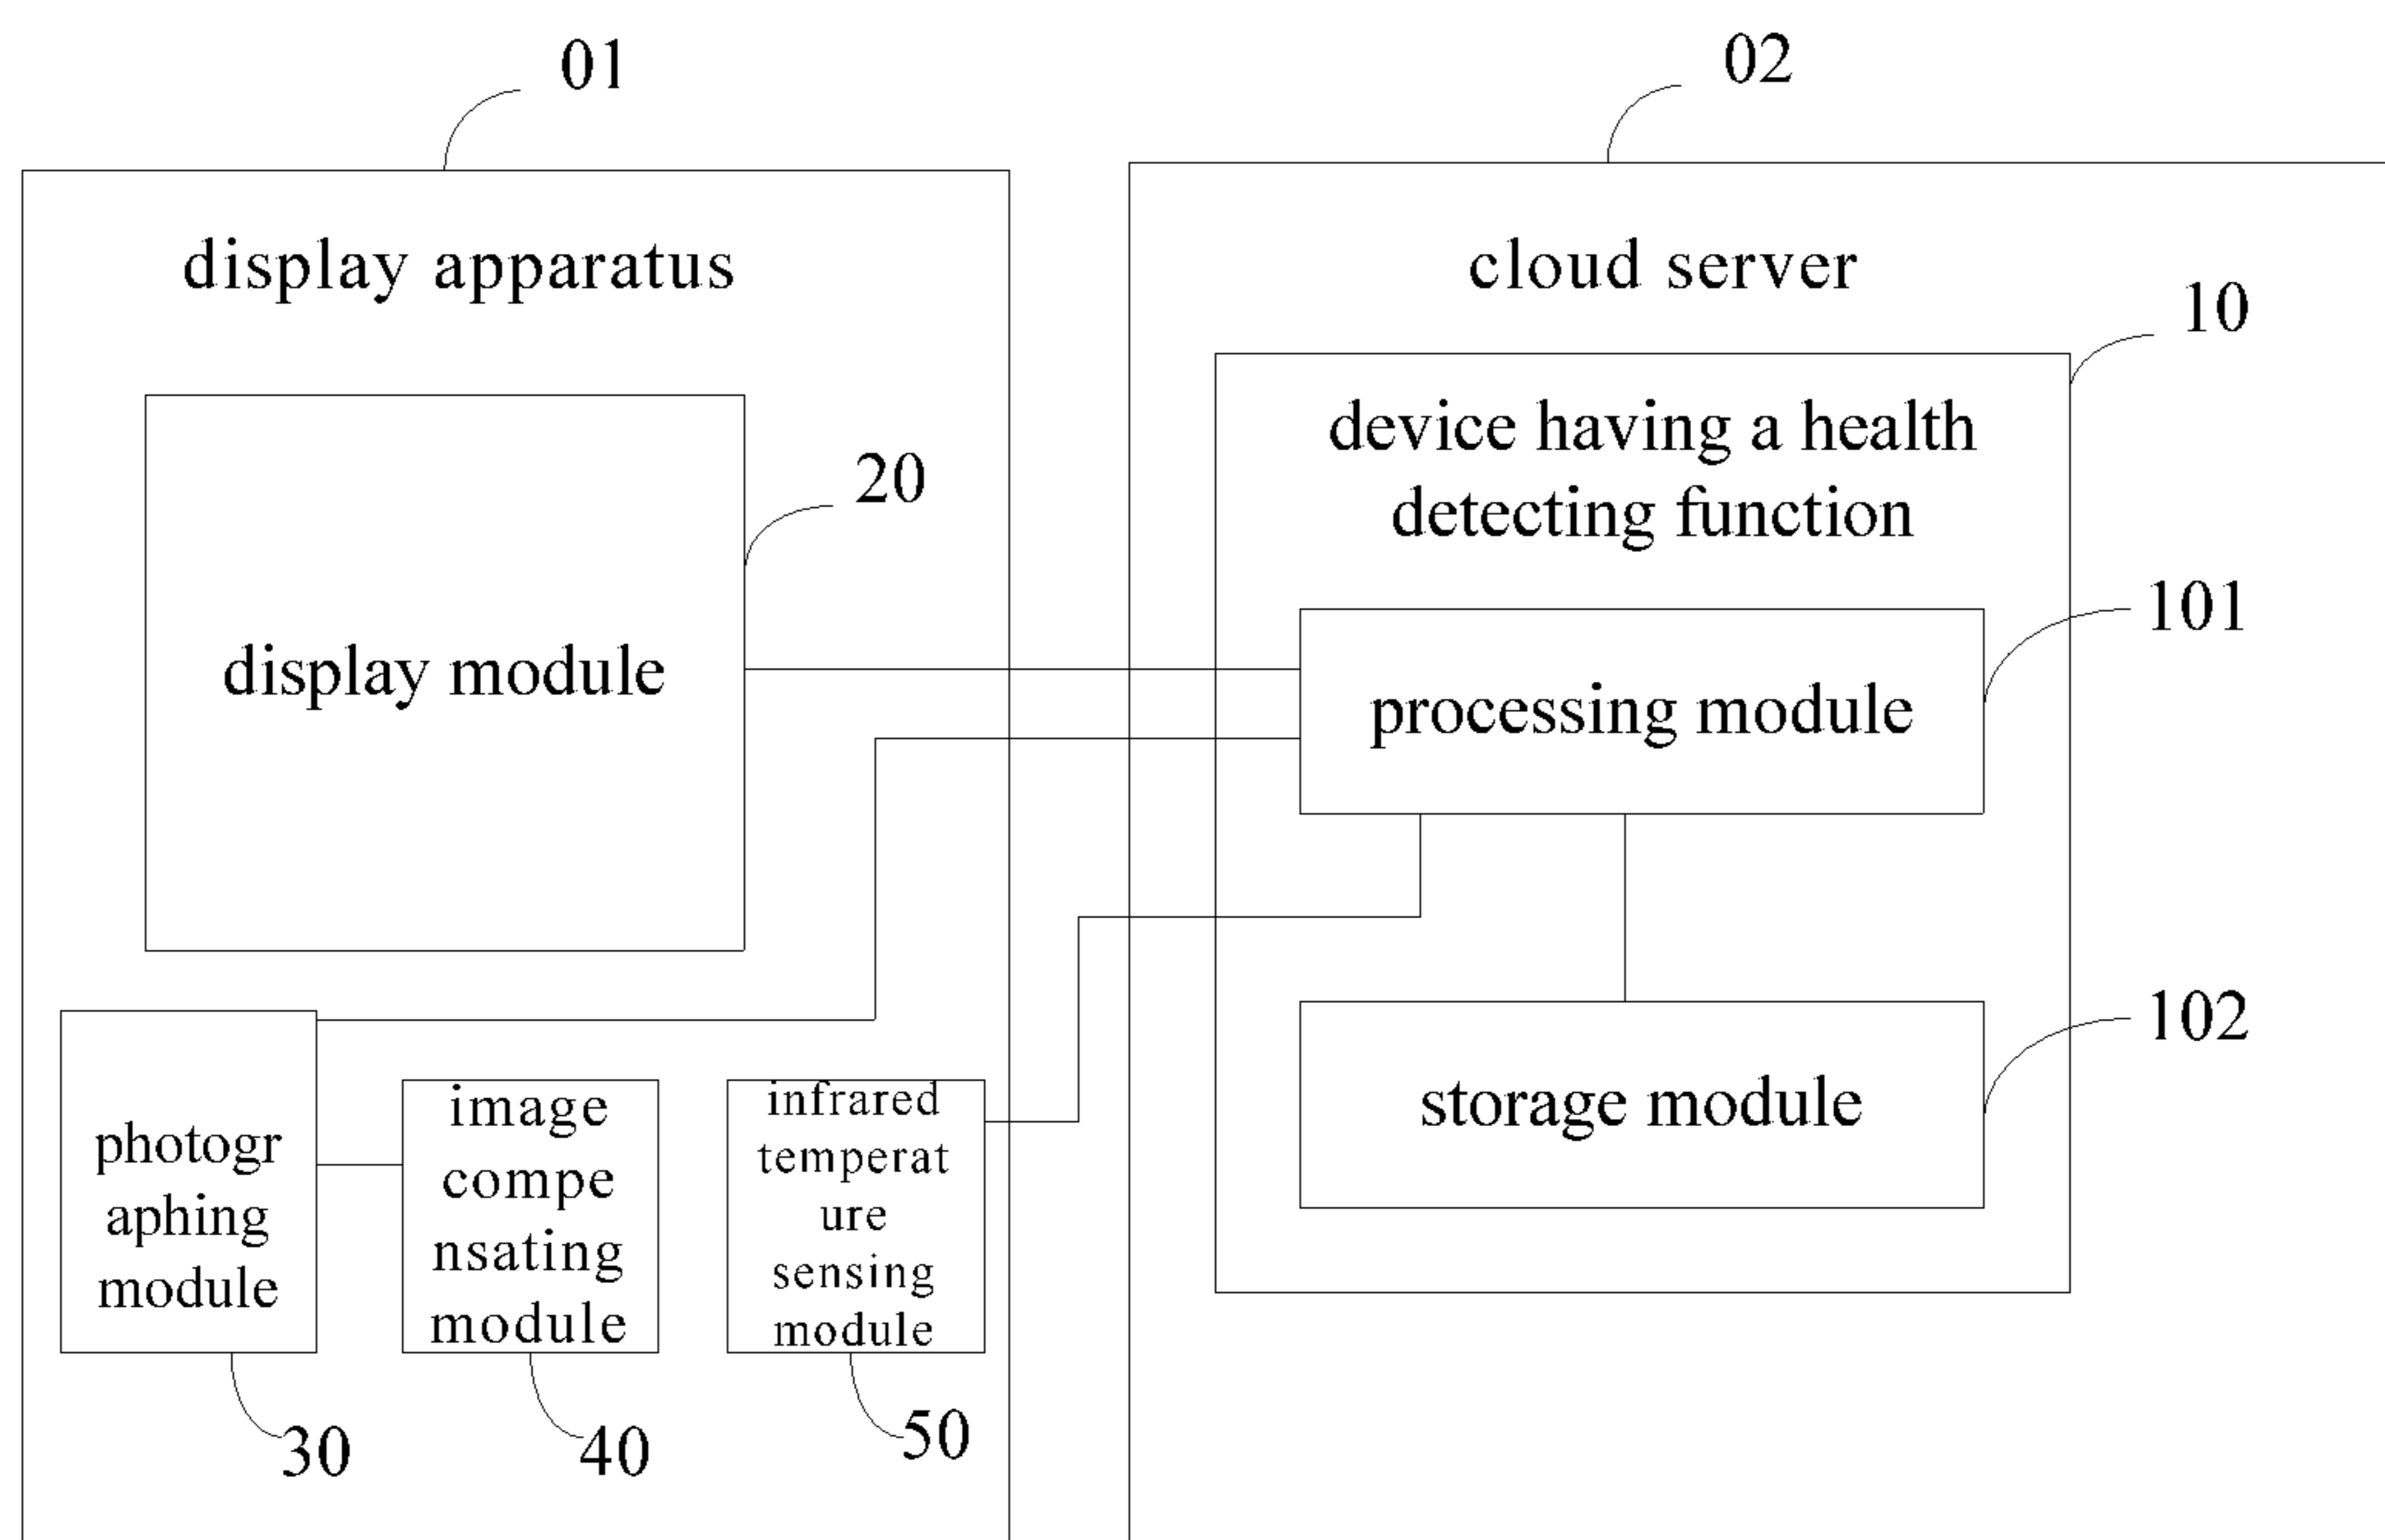 01
02
display apparatus
cloud server
10
device having a health
detecting function
20
101
display module
processing module
102
storage module
photogr
aphing
module
image
compe
nsating
module
infrared
temperat
ure
sensing
module
30
40
50